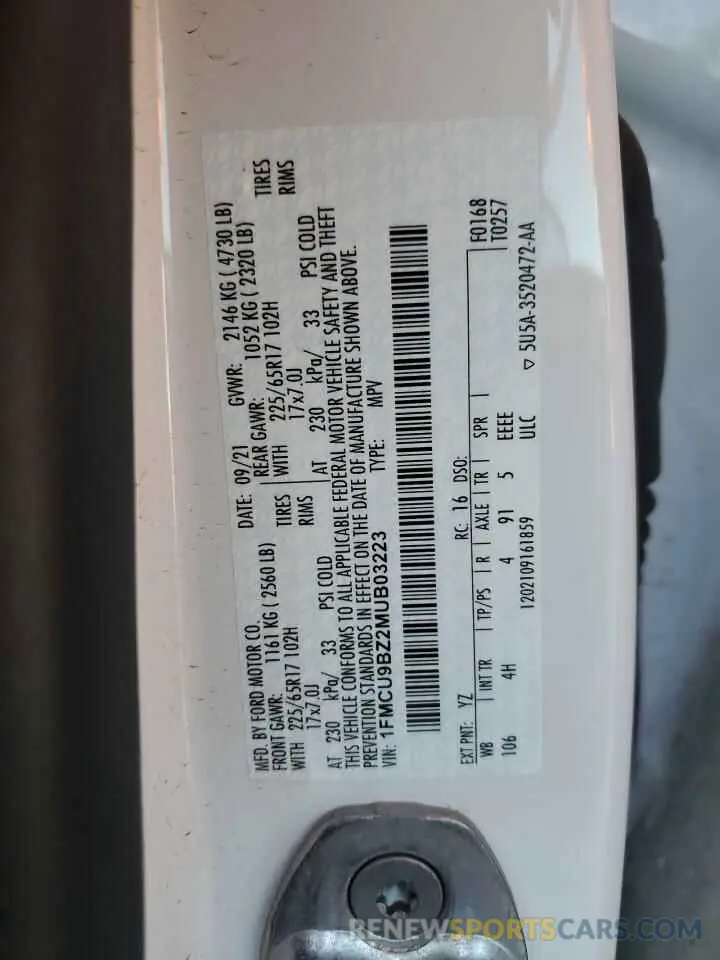 MFD. BY FORD MOTOR CO. DATE: 09/21 GVWR: 2146 KG ( 4730 LB)
FRONT GAWR: 1161 KG ( 2560 LB) REAR GAWR: 1052 KG ( 2320 LB)
WITH 225/65R17 102H TIRES WITH 225/65R17 102H TIRES
17x7.0J RIMS 17x7.0J RIMS
AT 230 kPa/ 33 PSI COLD AT 230 kPa/ 33 PSI COLD
THIS VEHICLE CONFORMS TO ALL APPLICABLE FEDERAL MOTOR VEHICLE SAFETY AND THEFT
PREVENTION STANDARDS IN EFFECT ON THE DATE OF MANUFACTURE SHOWN ABOVE.
VIN: 1FMCU9BZ2MUB03223 TYPE: MPV
EXT PNT: YZ RC: 16 DSO: F0168
WB INT TR TP/PS R AXLE TR SPR T0257
106 4H 4 91 5 EEEE
1202109161859 ULC ▽ 5U5A-3520472-AA
RENEWSPORTSCARS.COM